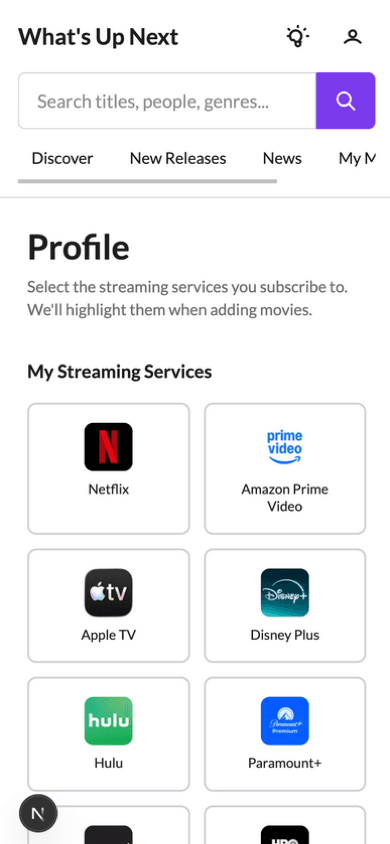 What's Up Next
Search titles, people, genres...
Discover New Releases News My M
Profile
Select the streaming services you subscribe to.
We'll highlight them when adding movies.
My Streaming Services
N
prime
video
Netflix
Amazon Prime
Video
tv
Disney+
Apple TV
Disney Plus
hulu
Paramount+
Premium
Hulu
Paramount+
N
HBO